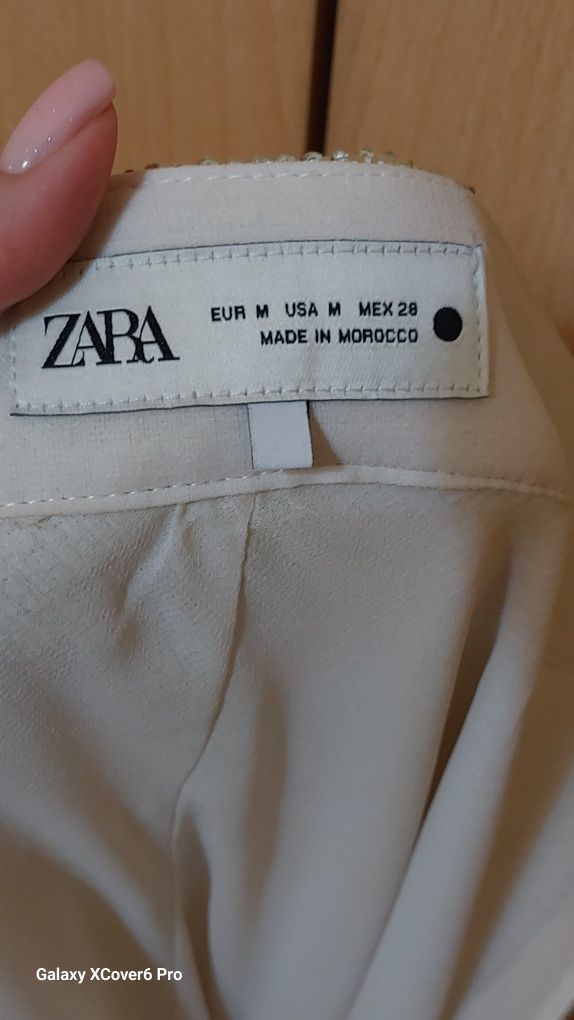 ZARA
EUR M USA M MEX 28
MADE IN MOROCCO
Galaxy XCover6 Pro